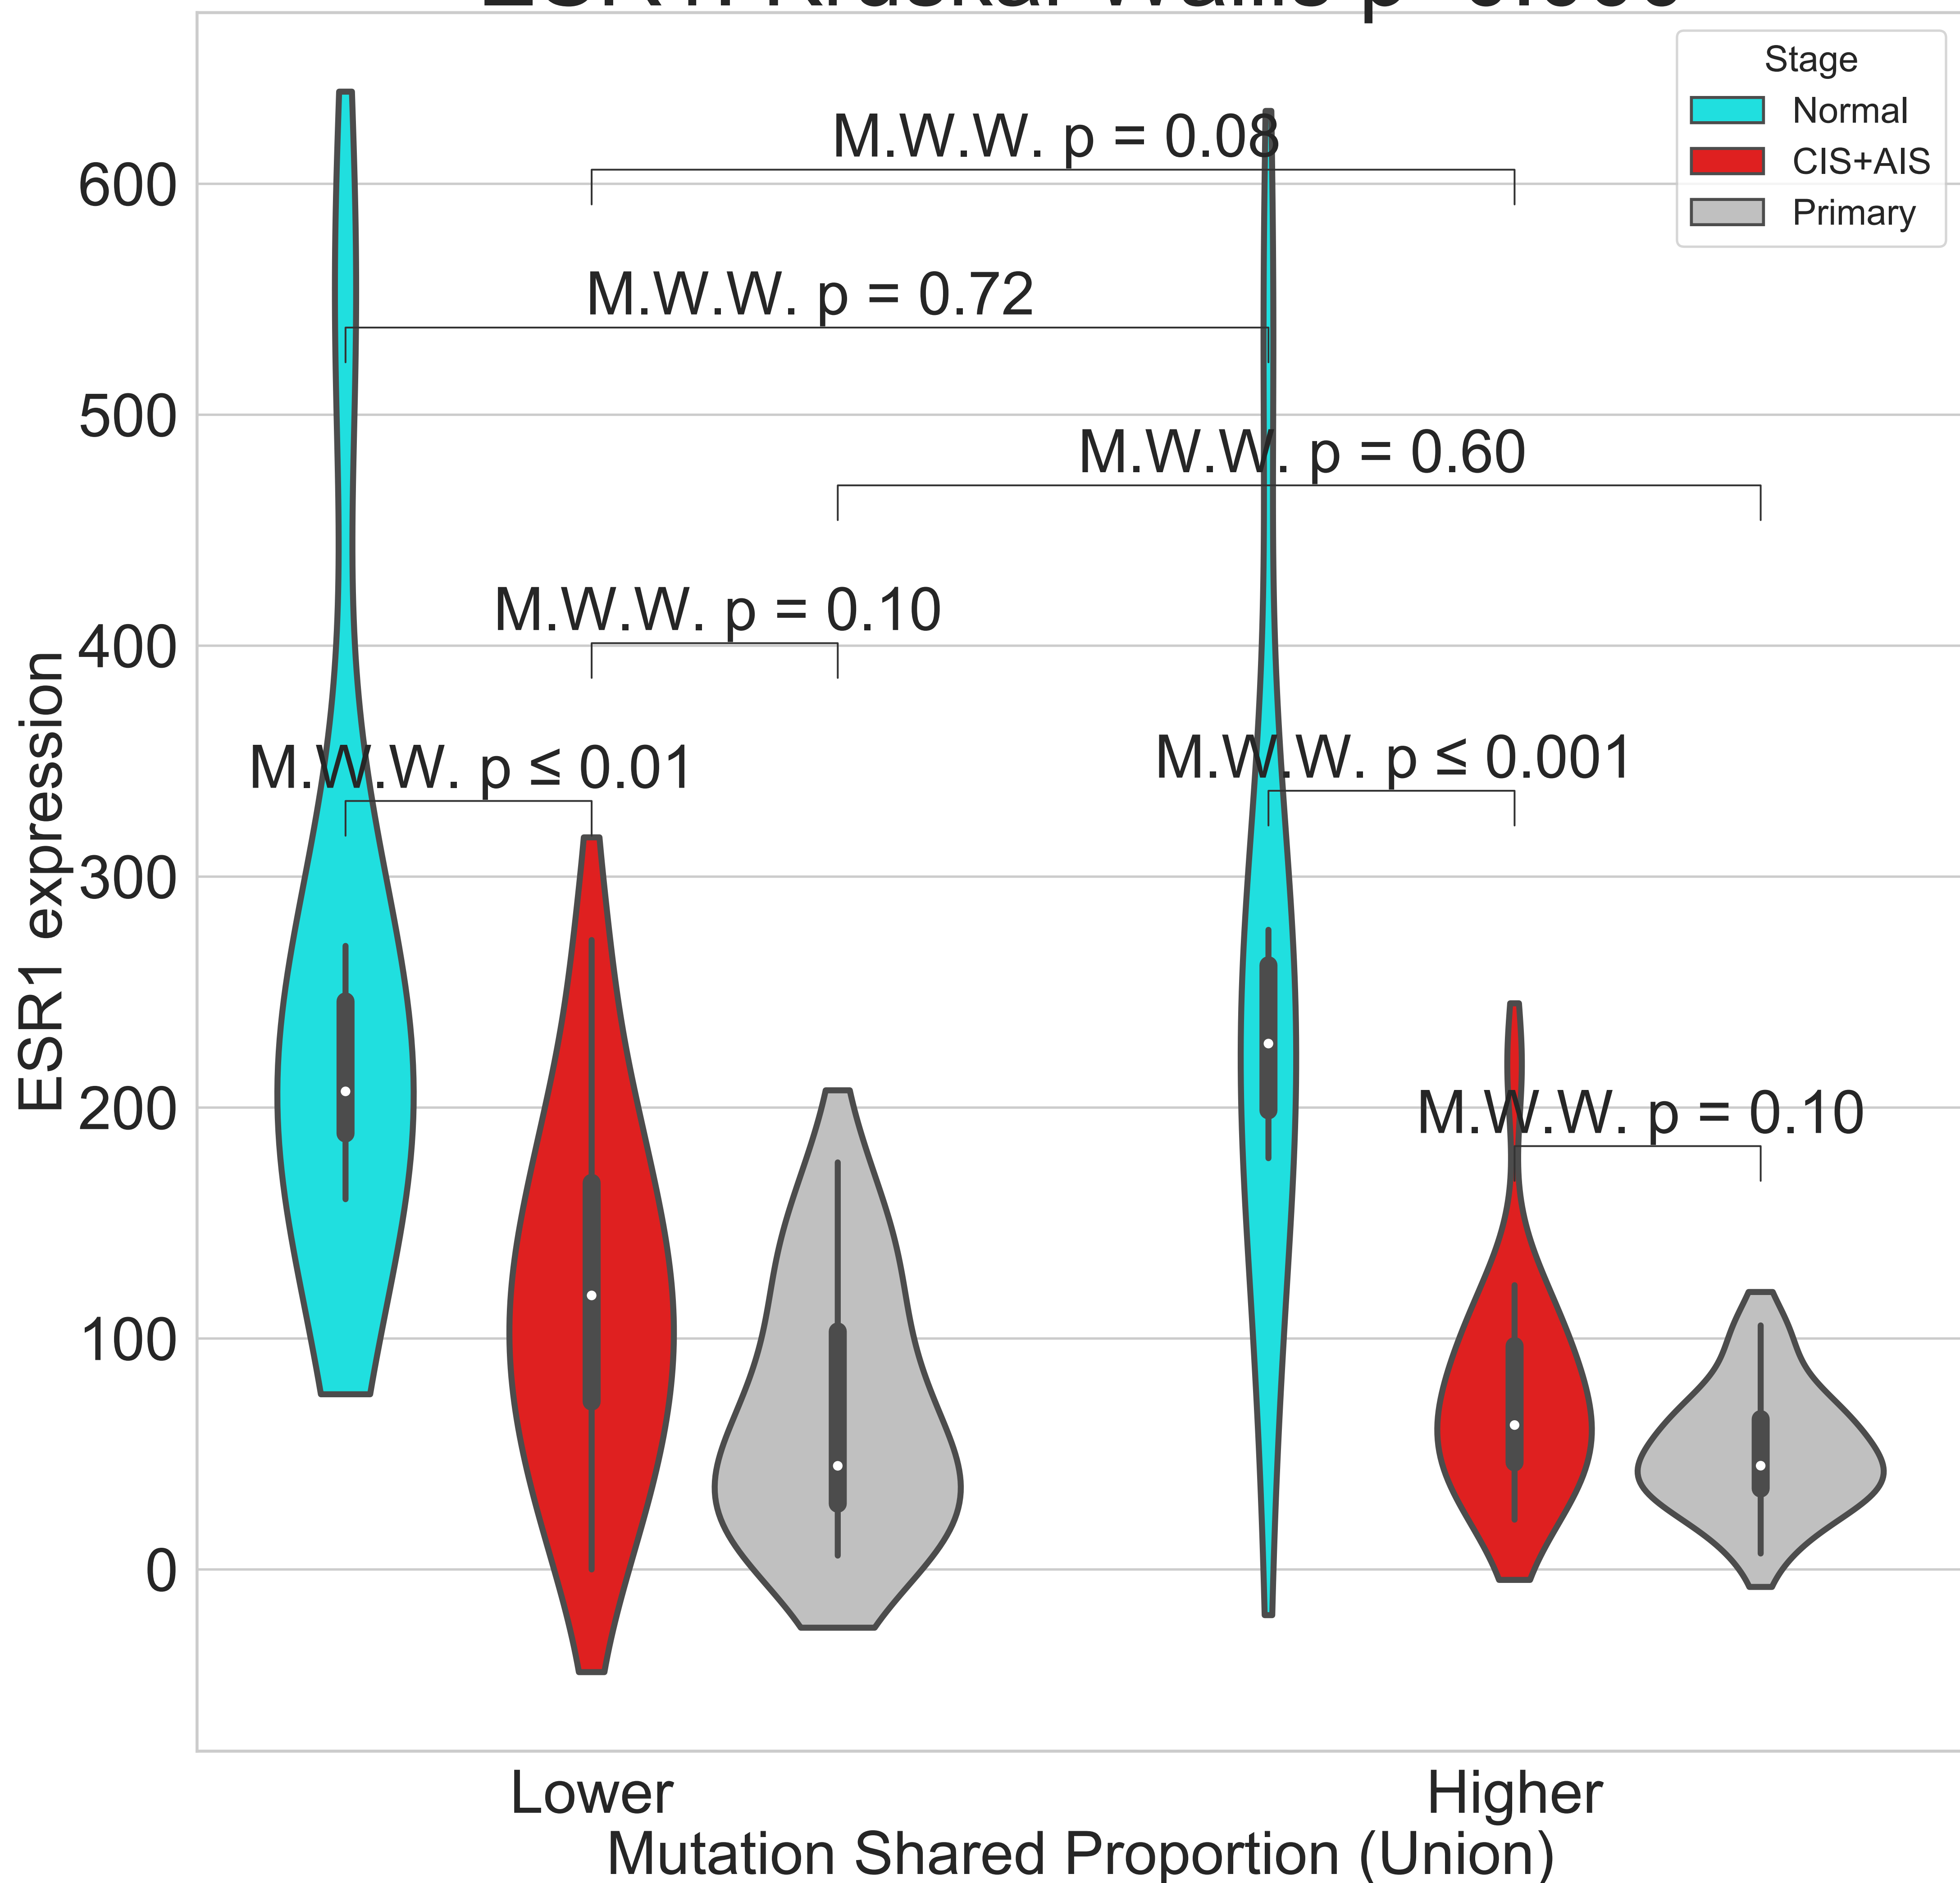 Stage
Normal
CIS+AIS
Primary
M.W.W. p = 0.08
M.W.W. p = 0.72
M.W.W. p = 0.60
M.W.W. p = 0.10
M.W.W. p ≤ 0.01
M.W.W. p ≤ 0.001
M.W.W. p = 0.10
600
500
400
300
200
100
0
ESR1 expression
Lower
Higher
Mutation Shared Proportion (Union)